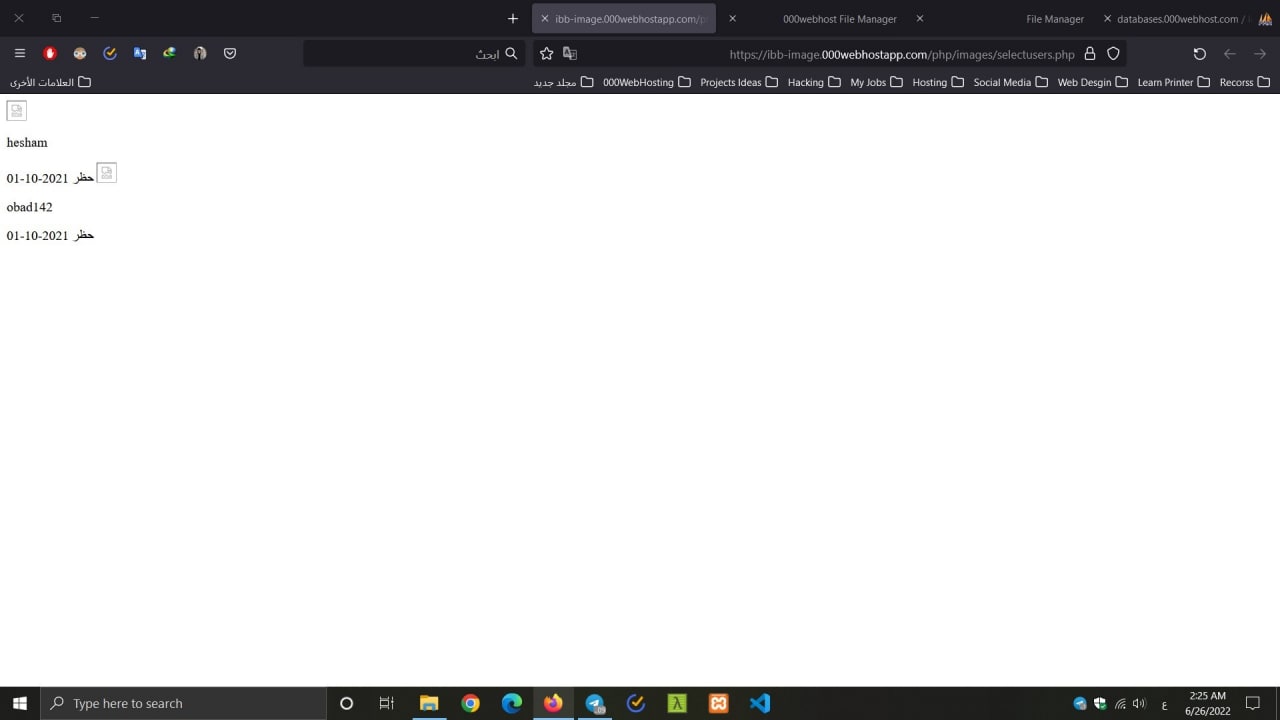 ibb-image.000webhostapp.com/p
000webhost File Manager
File Manager
databases.000webhost.com /
ابحث
https://ibb-image.000webhostapp.com/php/images/selectusers.php
العلامات الأخرى
مجلد جديد
000WebHosting
Projects Ideas
Hacking
My Jobs
Hosting
Social Media
Web Desgin
Learn Printer
Recorss
hesham
01-10-2021 حظر
obad142
01-10-2021 حظر
Type here to search
ع
2:25 AM
6/26/2022